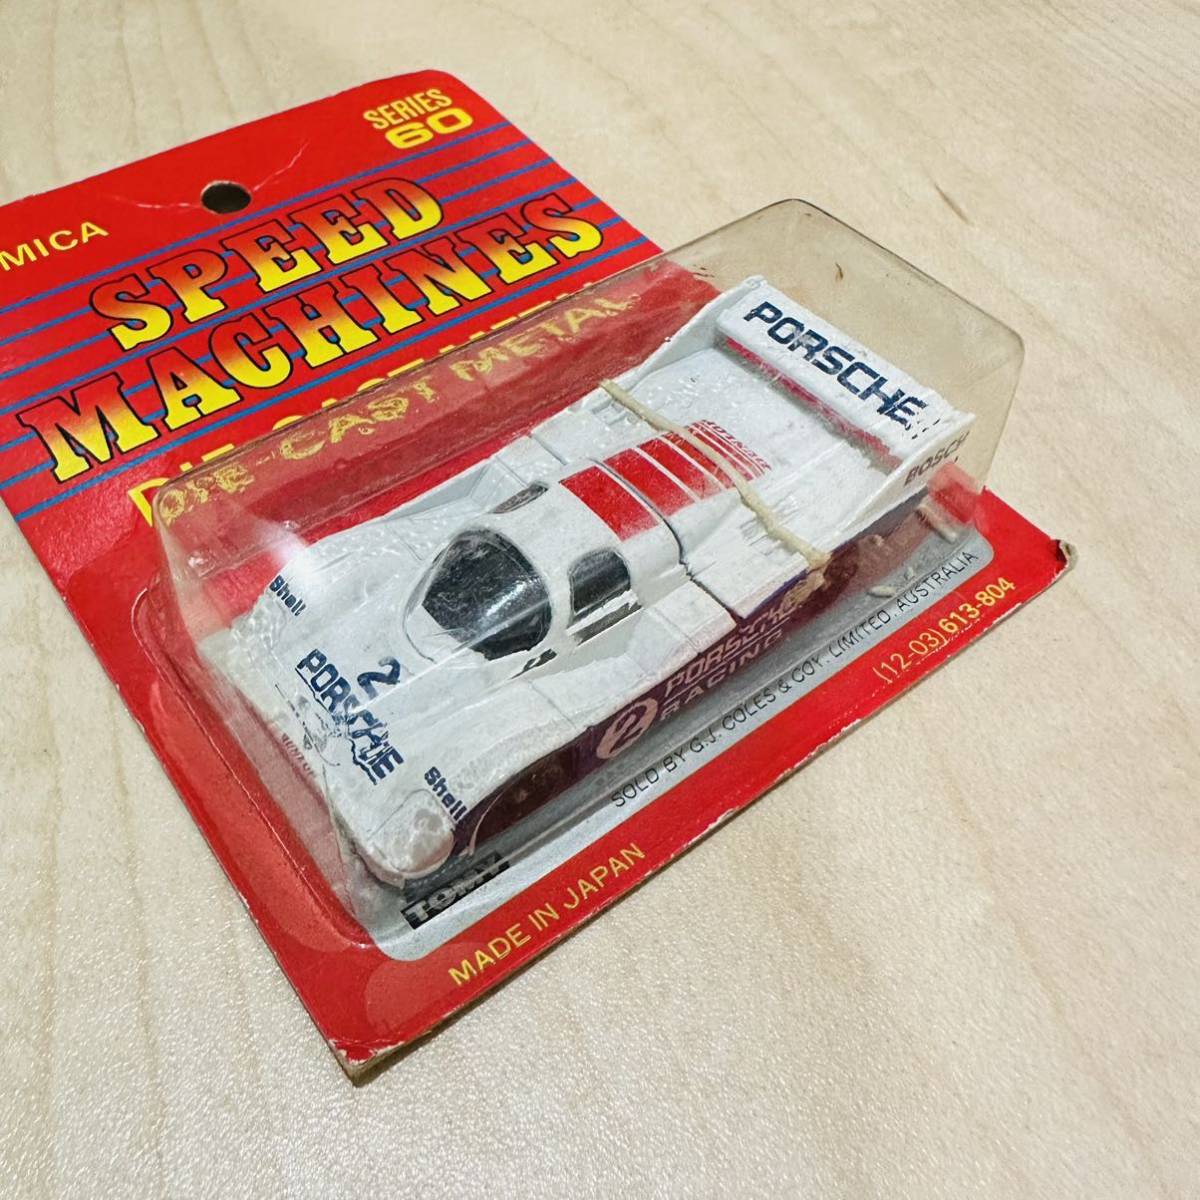 SERIES
60
MICA
SPEED
MACHINES
DIE-CAST METAL
PORSCHE
BOSCH
Shell
2
PORSCHE
Shell
DUNLOP
2
PORSCHE
RACING
TOMY
SOLD BY G.J. COLES & COY. LIMITED. AUSTRALIA
(12-03) 613-804
MADE IN JAPAN